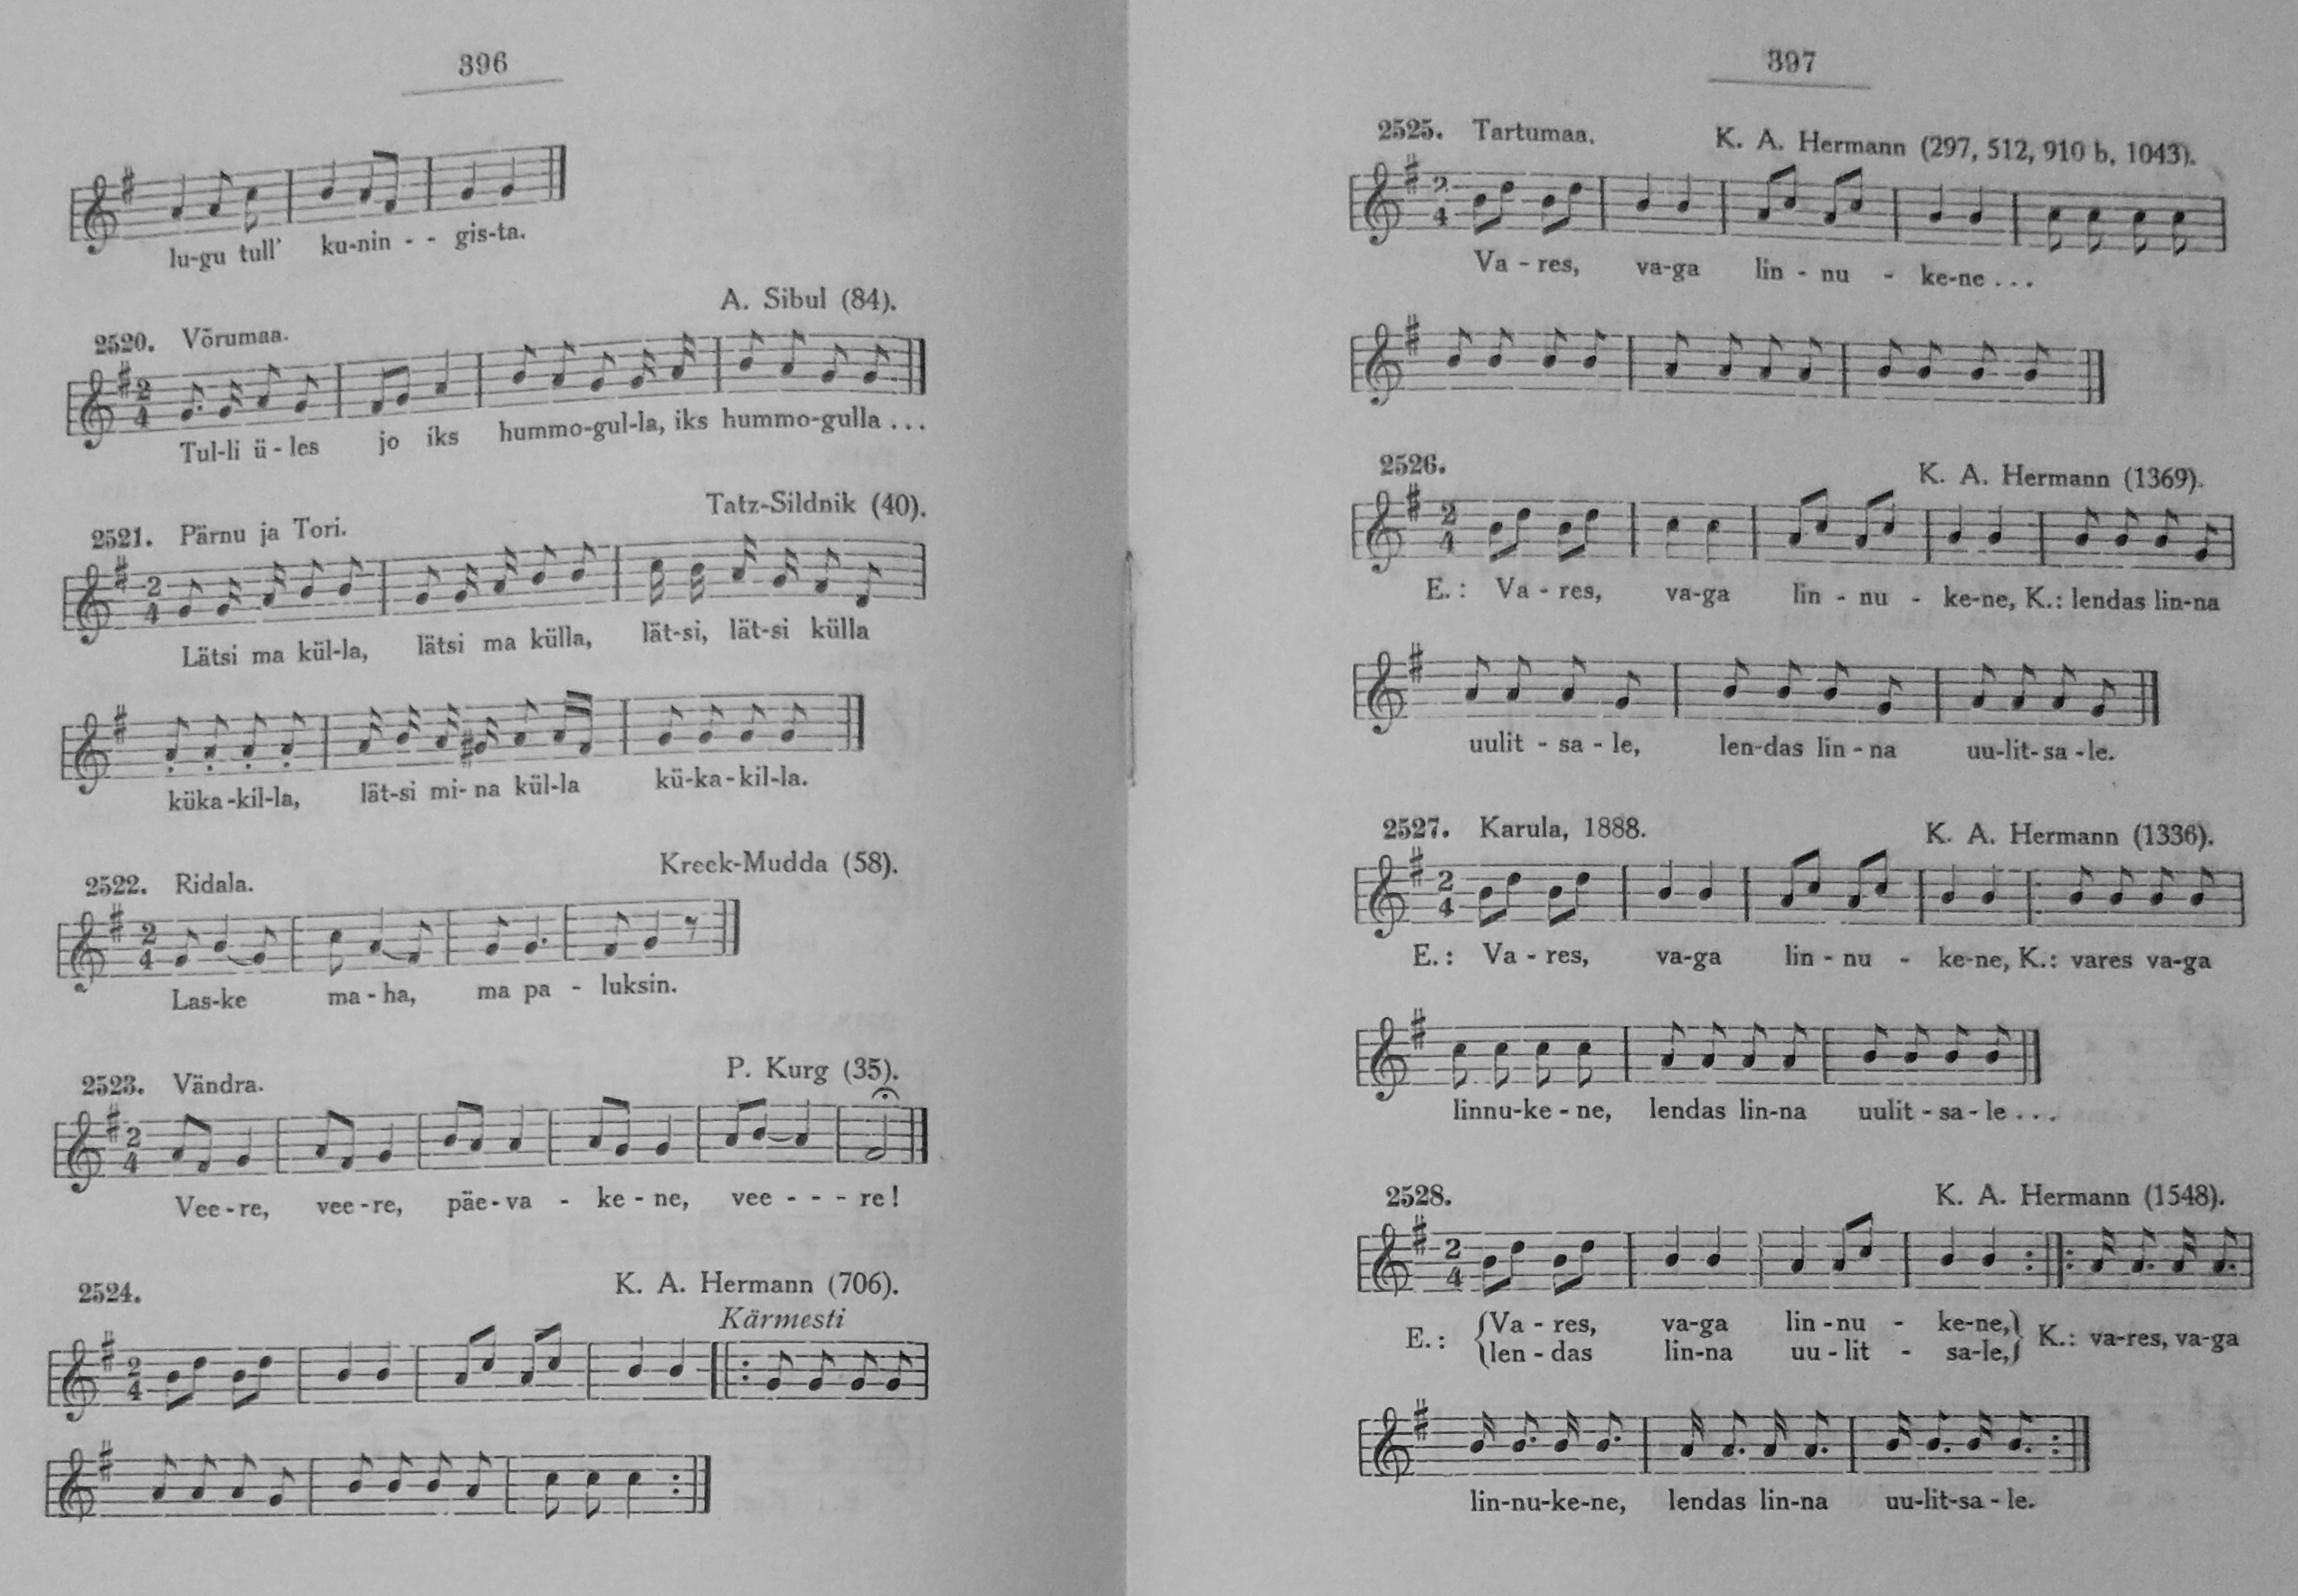 396
lu-gu tull’ ku-nin - - gis-ta.
A. Sibul (84).
2520. Võrumaa.
2 4
Tul-li ü - les jo iks hummo-gul-la, iks hummo-gulla . . .
Tatz-Sildnik (40).
2521. Pärnu ja Tori.
2 4
Lätsi ma kül-la, lätsi ma külla, lät-si, lät-si külla
küka-kil-la, lät-si mi- na kül-la kü-ka-kil-la.
Kreek-Mudda (58).
2522. Ridala.
2 4
Las-ke ma - ha, ma pa - luksin.
P. Kurg (35).
2523. Vändra.
2 4
Vee - re, vee - re, päe - va - ke - ne, vee - - - re!
2524. K. A. Hermann (706).
Kärmesti
2 4
397
2525. Tartumaa. K. A. Hermann (297, 512, 910 b, 1043).
2 4
Va - res, va-ga lin - nu - ke-ne . . .
2526. K. A. Hermann (1369).
2 4
E. : Va - res, va-ga lin - nu - ke-ne, K.: lendas lin-na
uulit - sa - le, len-das lin - na uu-lit-sa -le.
2527. Karula, 1888. K. A. Hermann (1336).
2 4
E. : Va - res, va-ga lin - nu - ke-ne, K.: vares va-ga
linnu-ke - ne, lendas lin-na uulit - sa - le . . .
2528. K. A. Hermann (1548).
2 4
E. : {Va - res, va-ga lin - nu - ke-ne,} K.: va-res, va-ga
{len - das lin-na uu - lit - sa-le,}
lin-nu-ke-ne, lendas lin-na uu-lit-sa - le.